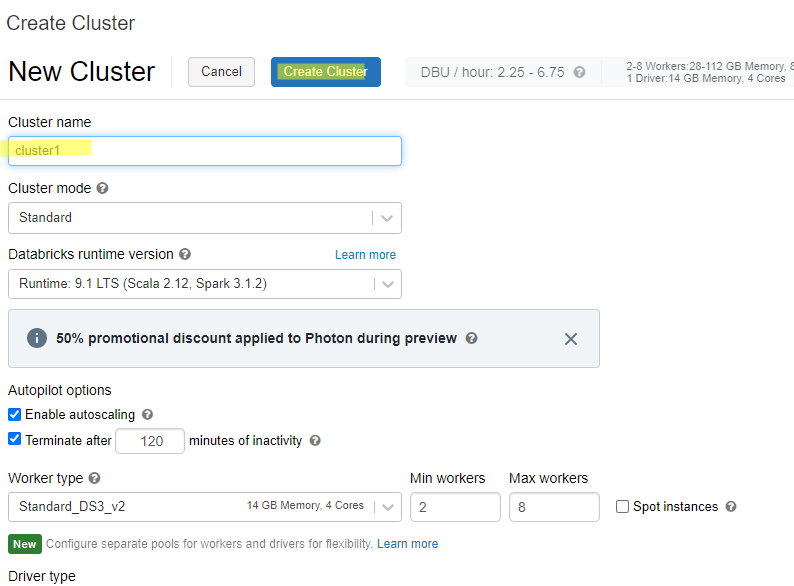 Create Cluster
New Cluster Cancel Create Cluster DBU / hour: 2.25 - 6.75 2-8 Workers:28-112 GB Memory, 8
1 Driver:14 GB Memory, 4 Cores
Cluster name
cluster1
Cluster mode
Standard
Databricks runtime version Learn more
Runtime: 9.1 LTS (Scala 2.12, Spark 3.1.2)
50% promotional discount applied to Photon during preview
Autopilot options
Enable autoscaling
Terminate after 120 minutes of inactivity
Worker type Min workers Max workers
Standard_DS3_v2 14 GB Memory, 4 Cores 2 8 Spot instances
New Configure separate pools for workers and drivers for flexibility. Learn more
Driver type